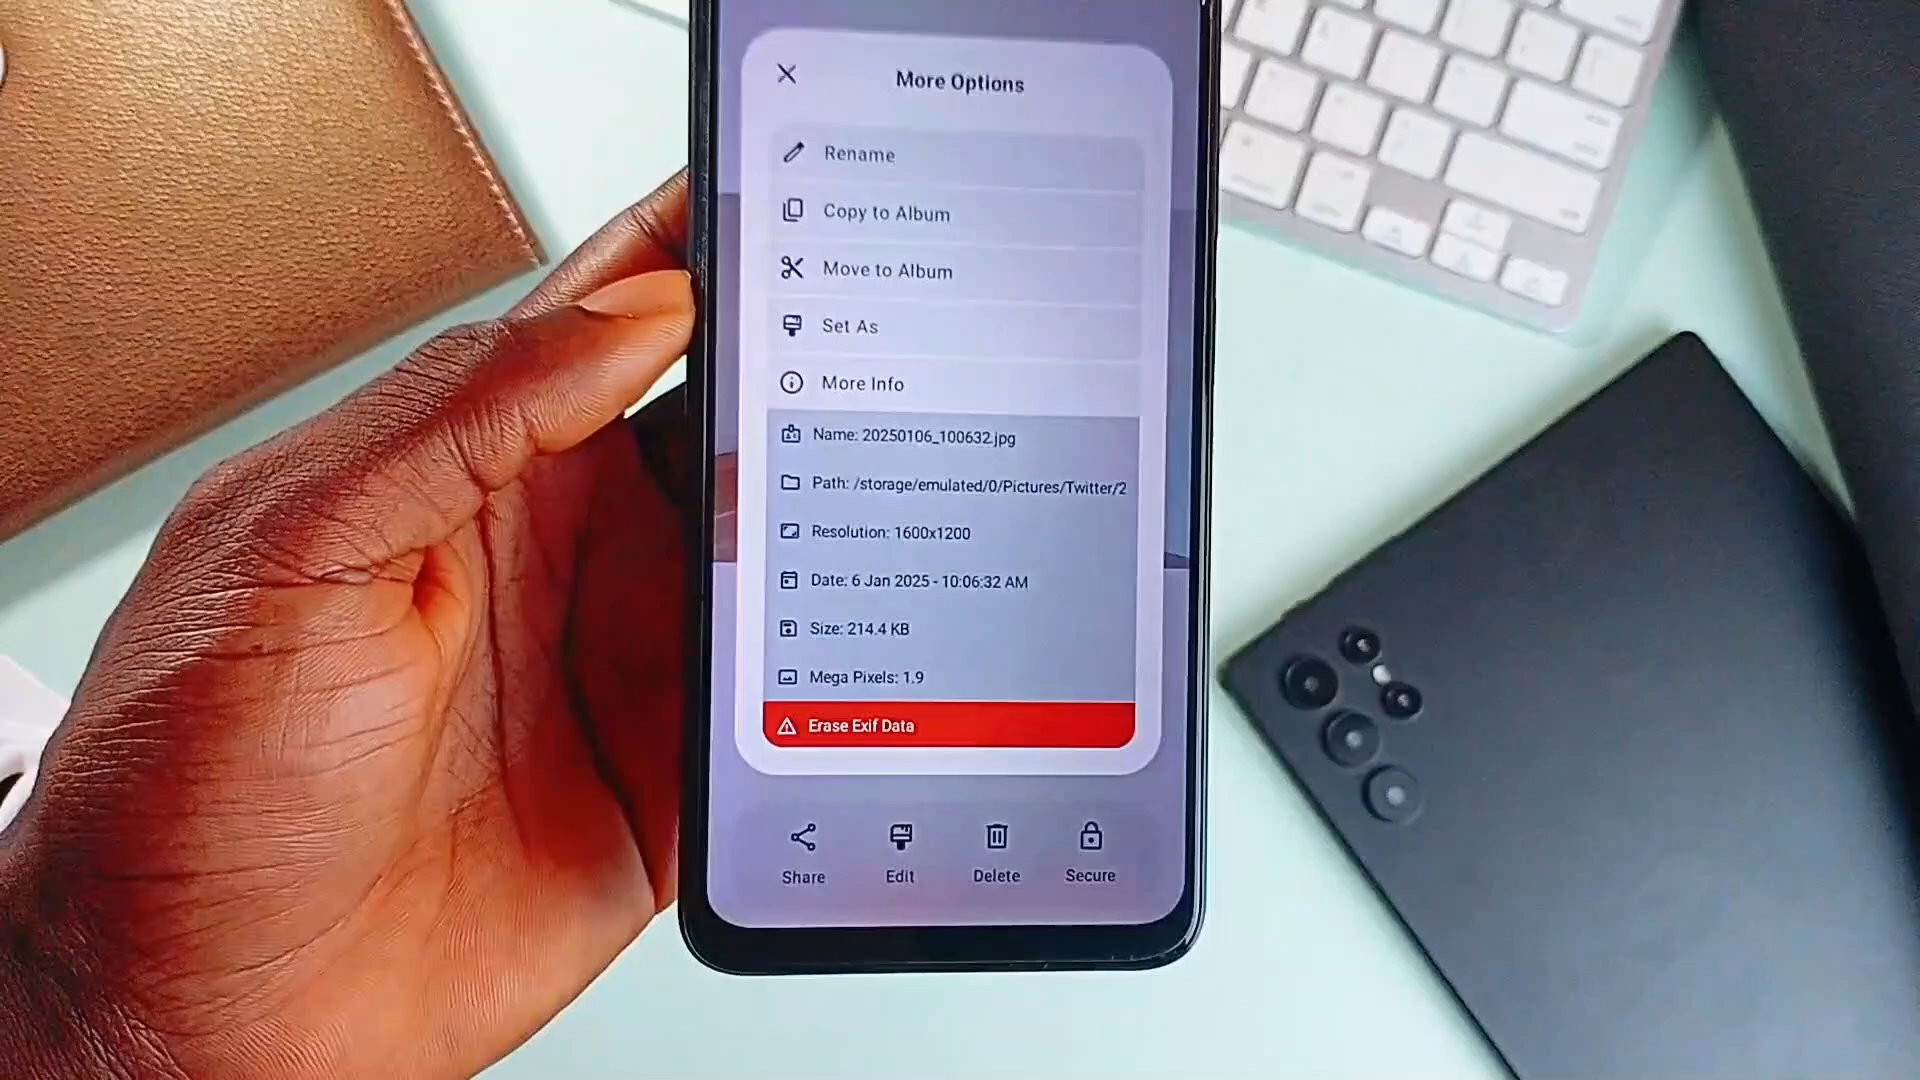 More Options
Rename
Copy to Album
Move to Album
Set As
More Info
Name: 20250106_100632.jpg
Path: /storage/emulated/0/Pictures/Twitter/2
Resolution: 1600x1200
Date: 6 Jan 2025 - 10:06:32 AM
Size: 214.4 KB
Mega Pixels: 1.9
Erase Exif Data
Share
Edit
Delete
Secure